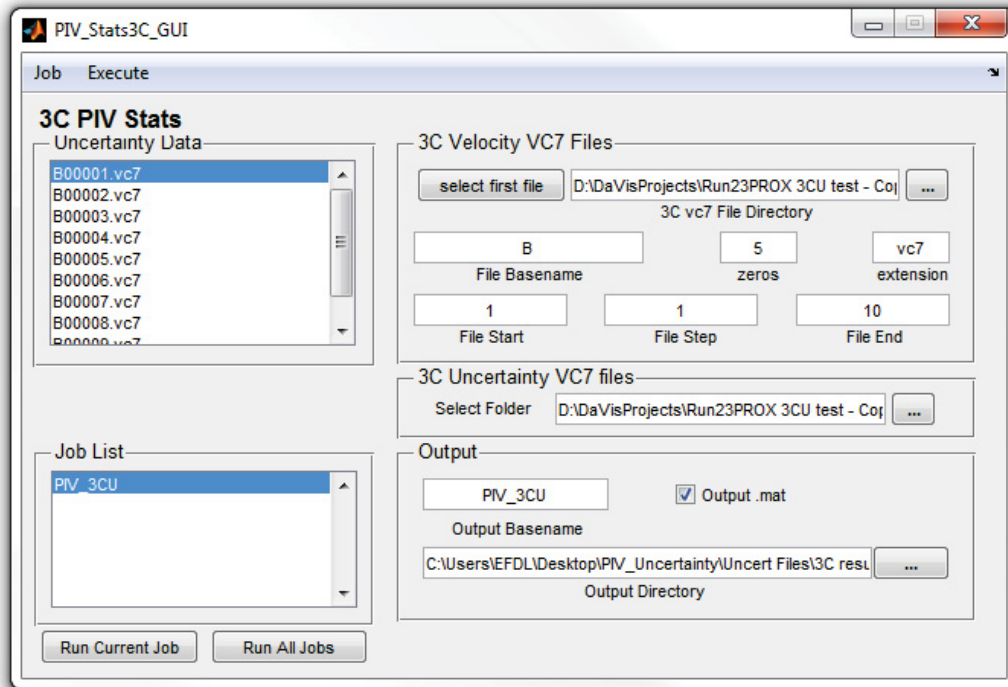 PIV_Stats3C_GUI
Job Execute
3C PIV Stats
Uncertainty Data
B00001.vc7
B00002.vc7
B00003.vc7
B00004.vc7
B00005.vc7
B00006.vc7
B00007.vc7
B00008.vc7
B00009.vc7
Job List
PIV_3CU
Run Current Job Run All Jobs
3C Velocity VC7 Files
select first file D:\DaVisProjects\Run23PROX 3CU test - Cop ...
3C vc7 File Directory
B 5 vc7
File Basename zeros extension
1 1 10
File Start File Step File End
3C Uncertainty VC7 files
Select Folder D:\DaVisProjects\Run23PROX 3CU test - Cop ...
Output
PIV_3CU Output .mat
Output Basename
C:\Users\EFDL\Desktop\PIV_Uncertainty\Uncert Files\3C resu ...
Output Directory